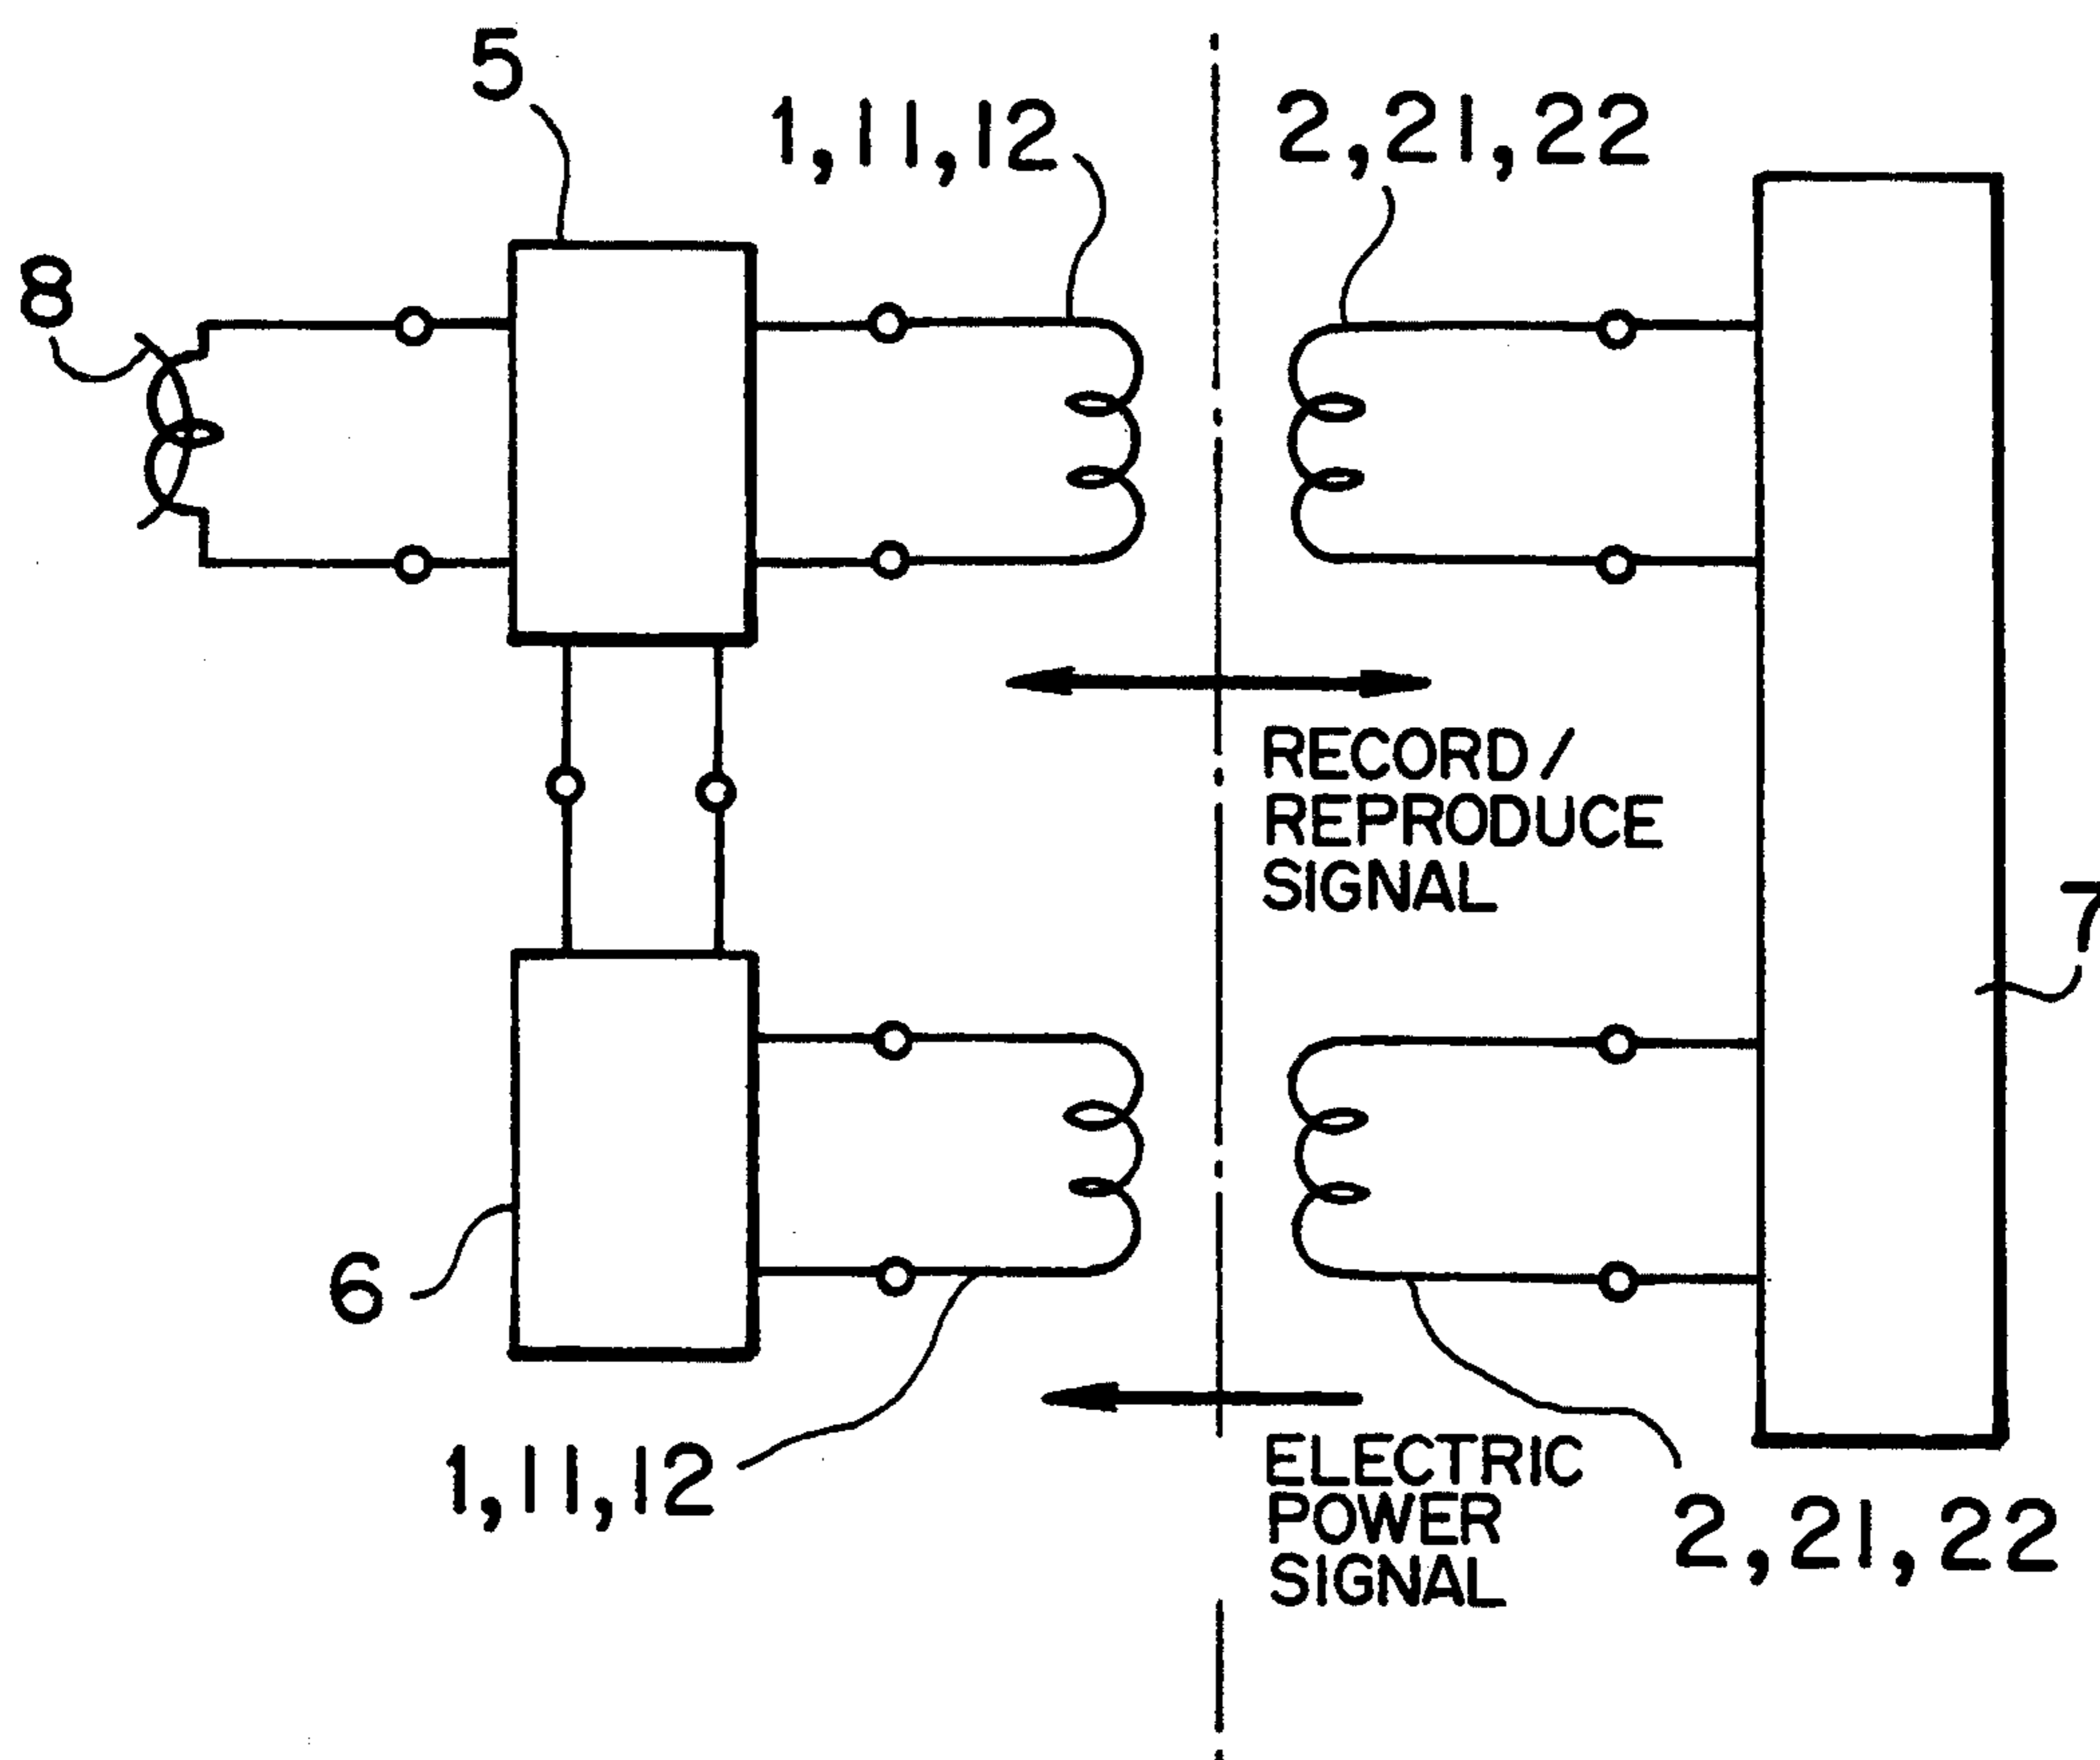 5
1,11,12
2,21,22
8
RECORD/
REPRODUCE
SIGNAL
7
6
1,11,12
ELECTRIC
POWER
SIGNAL
2,21,22